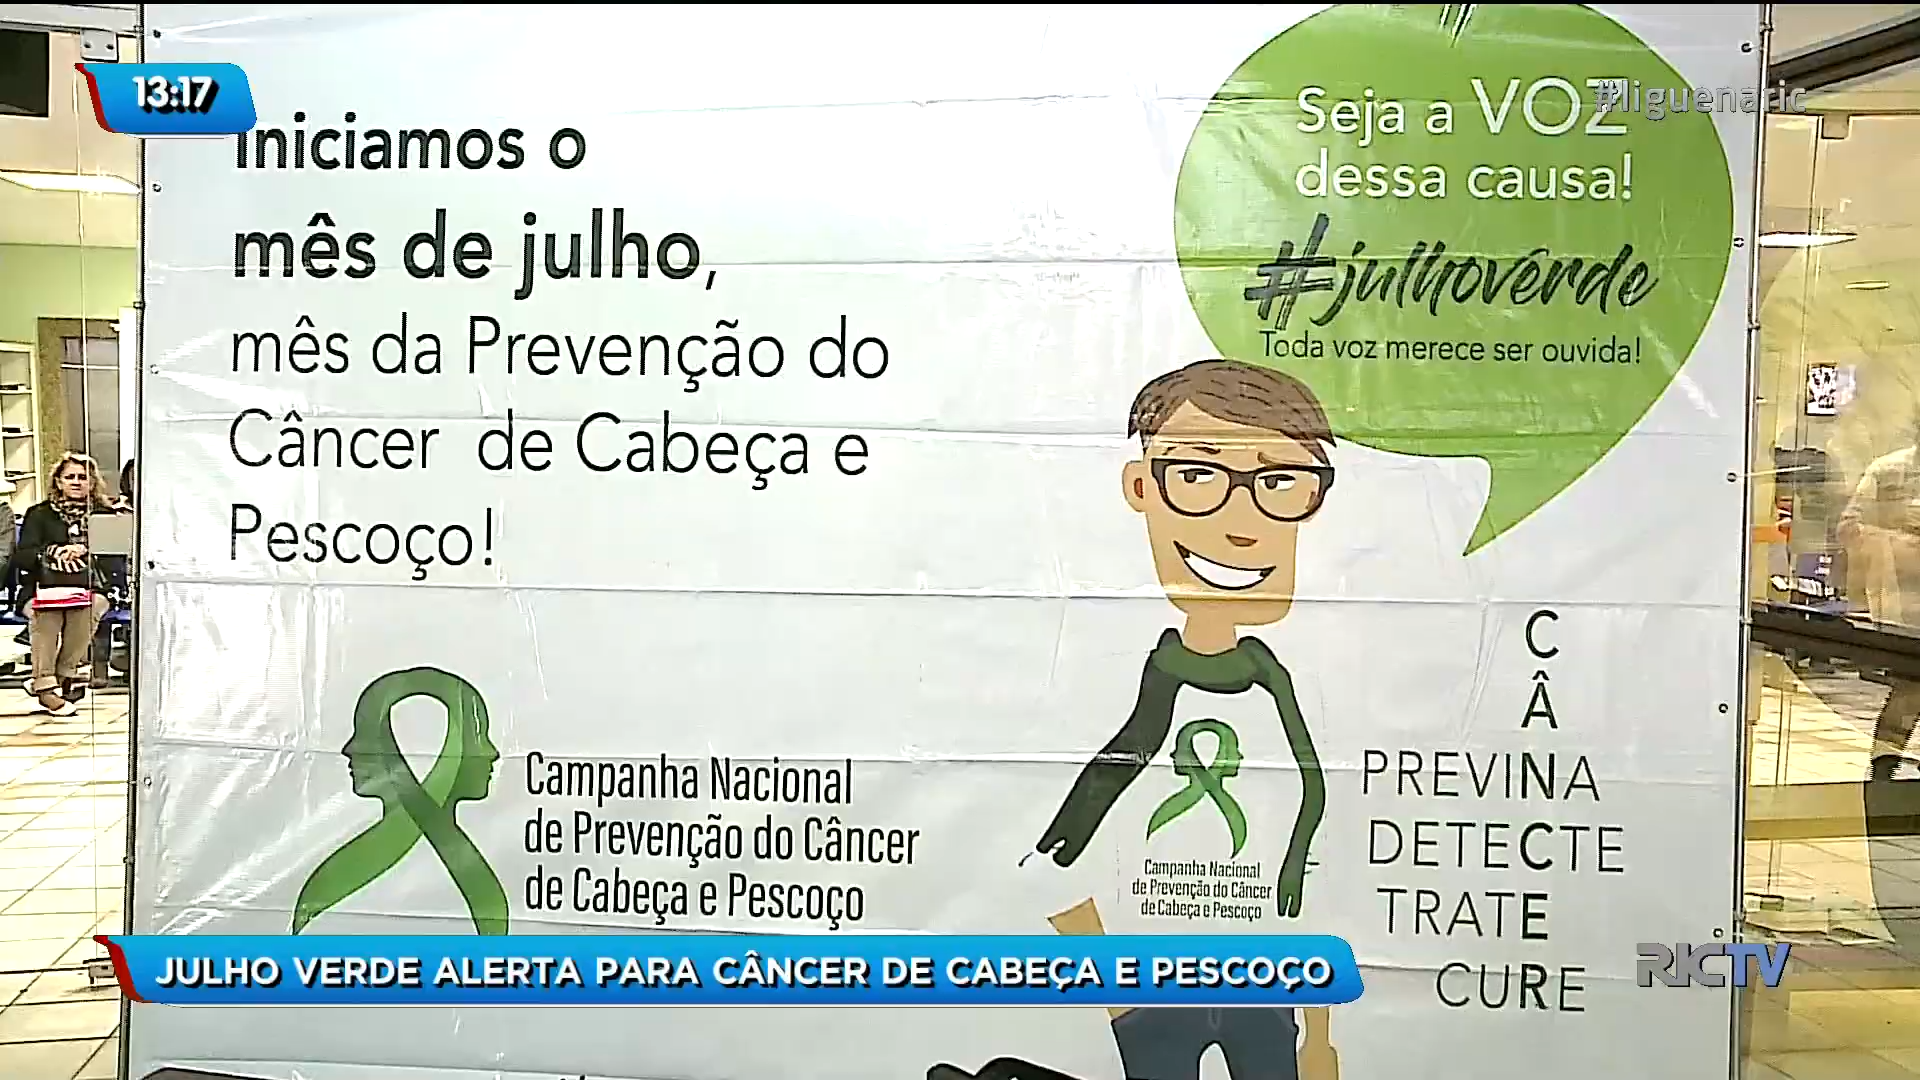 13:17
#liguenaric
Iniciamos o
mês de julho,
mês da Prevenção do
Câncer de Cabeça e
Pescoço!
Seja a VOZ
dessa causa!
#julhovêrde
Toda voz merece ser ouvida!
Campanha Nacional
de Prevenção do Câncer
de Cabeça e Pescoço
Campanha Nacional
de Prevenção do Câncer
de Cabeça e Pescoço
C
Â
PREVINA
DETECTE
TRATE
CURE
JULHO VERDE ALERTA PARA CÂNCER DE CABEÇA E PESCOÇO
RICTV